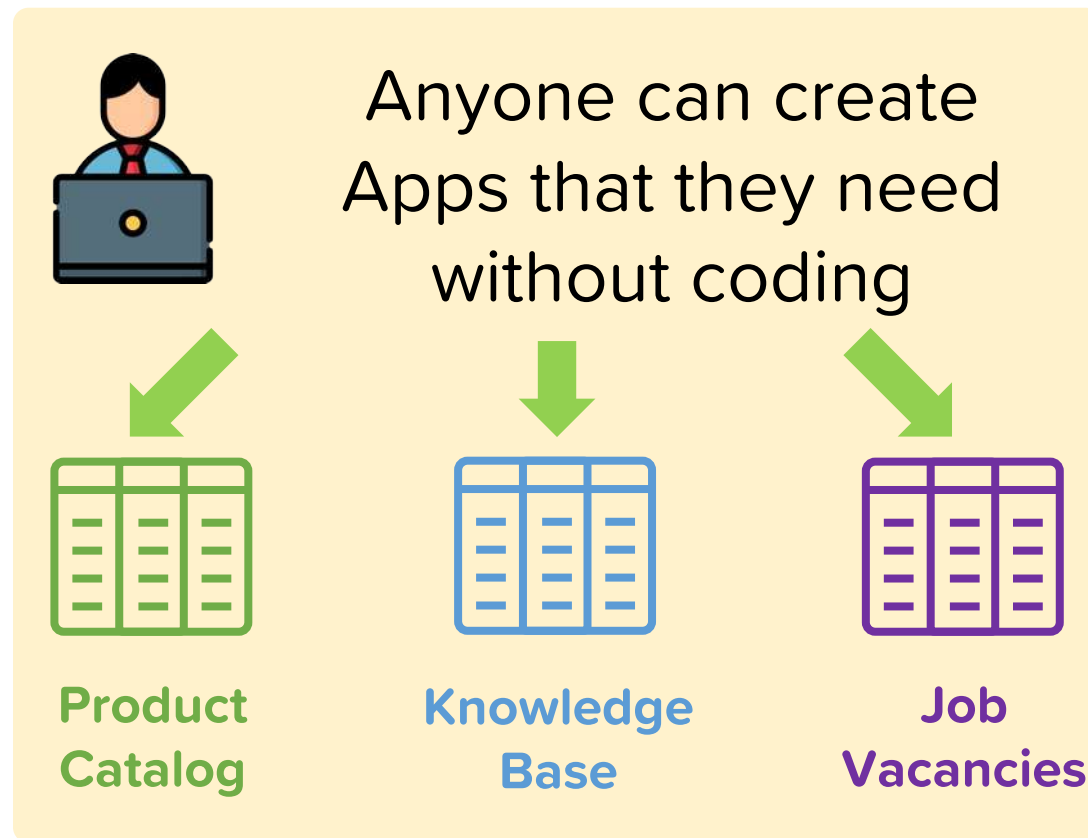 Anyone can create
Apps that they need
without coding
Product
Catalog
Knowledge
Base
Job
Vacancies